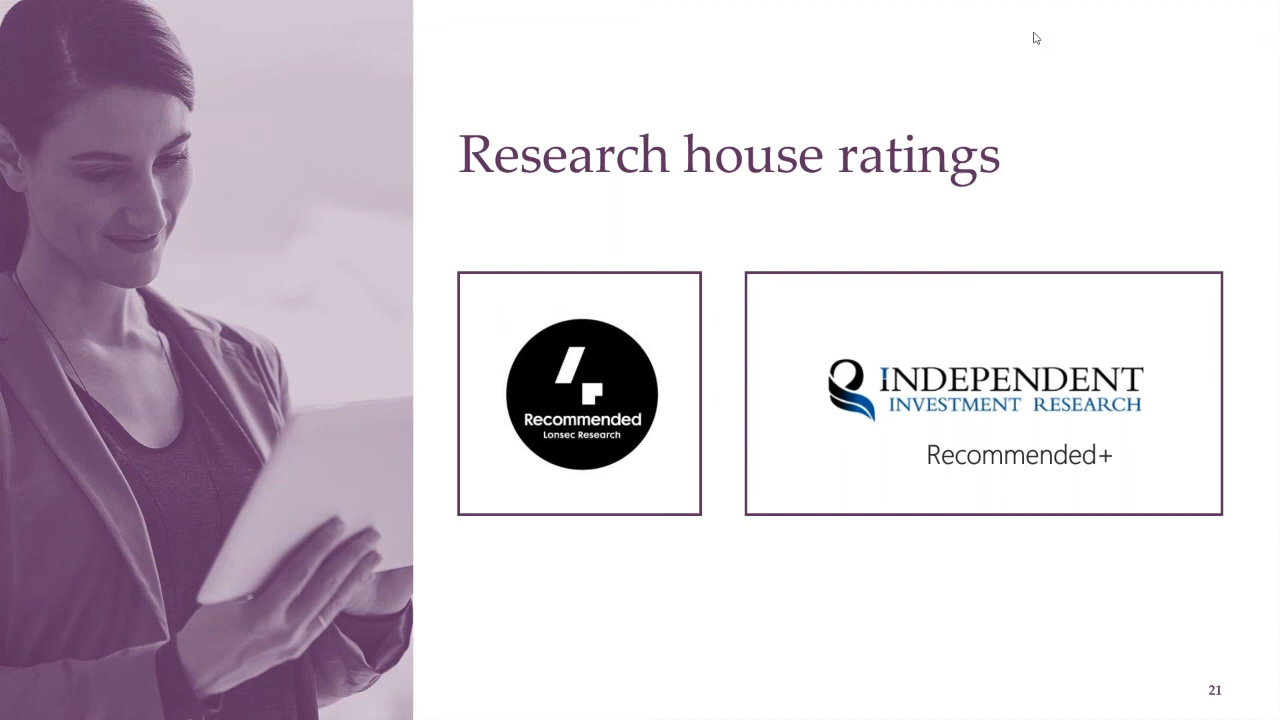 Research house ratings
Recommended
Lonsec Research
INDEPENDENT
INVESTMENT RESEARCH
Recommended+
21